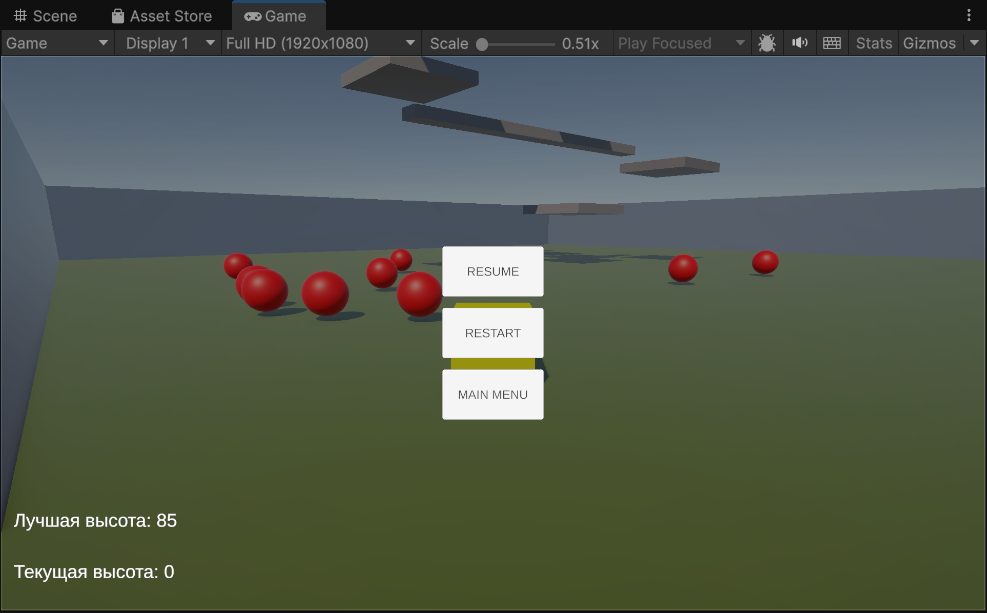 Scene Asset Store Game
Game Display 1 Full HD (1920x1080) Scale 0.51x Play Focused Stats Gizmos
RESUME
RESTART
MAIN MENU
Лучшая высота: 85
Текущая высота: 0